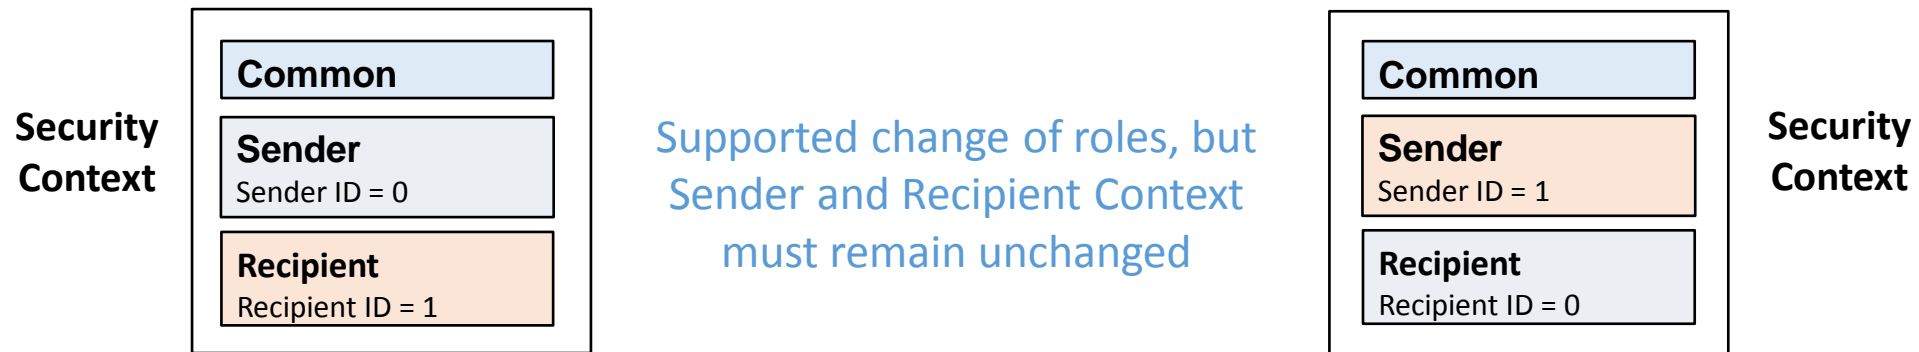 Security
Context
Common
Sender
Sender ID = 0
Recipient
Recipient ID = 1
Supported change of roles, but
Sender and Recipient Context
must remain unchanged
Common
Sender
Sender ID = 1
Recipient
Recipient ID = 0
Security
Context